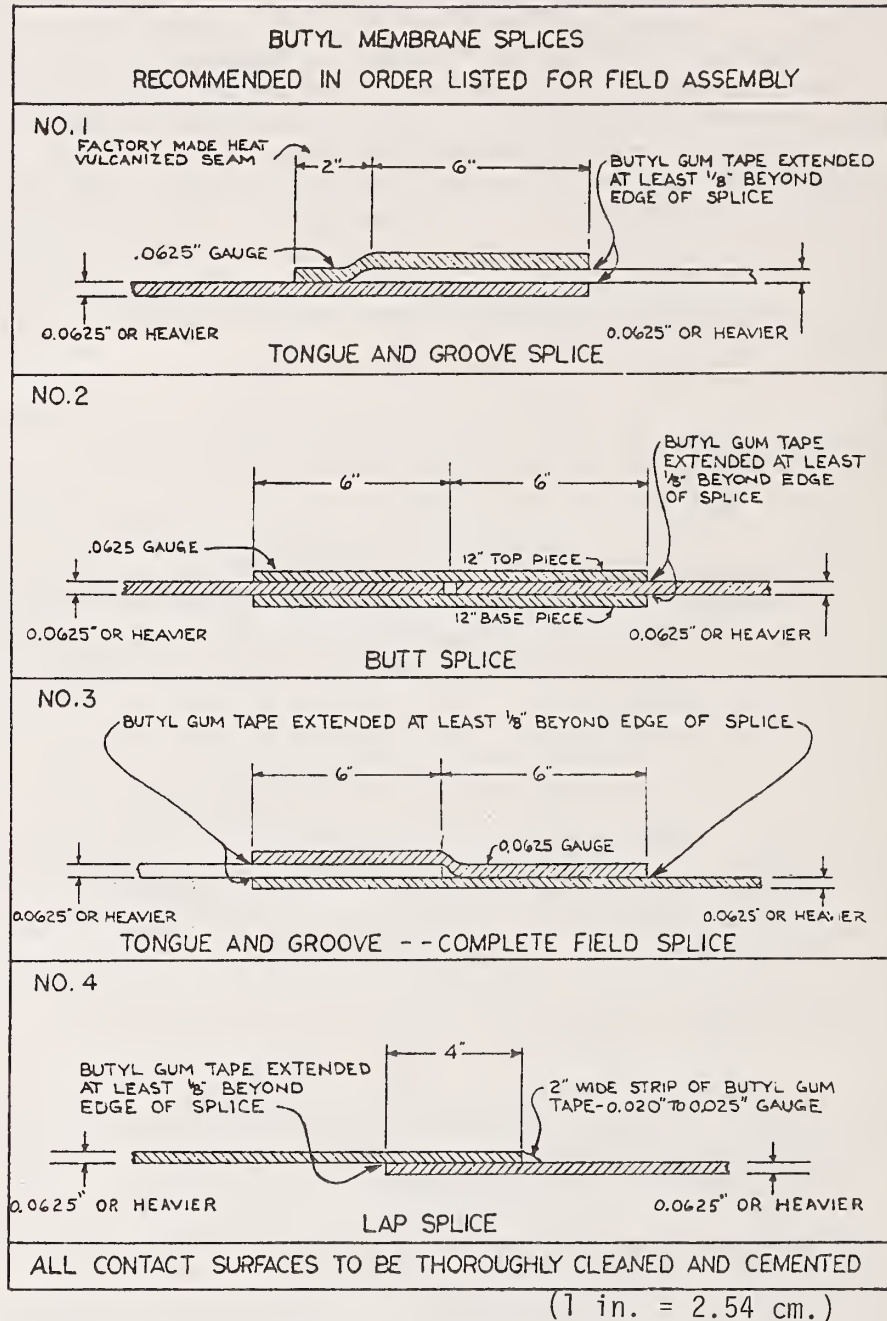 BUTYL MEMBRANE SPLICES
RECOMMENDED IN ORDER LISTED FOR FIELD ASSEMBLY
NO.1
FACTORY MADE HEAT
VULCANIZED SEAM
2"
6"
BUTYL GUM TAPE EXTENDED
AT LEAST 1/8" BEYOND
EDGE OF SPLICE
.0625" GAUGE
0.0625" OR HEAVIER
0.0625" OR HEAVIER
TONGUE AND GROOVE SPLICE
NO.2
BUTYL GUM TAPE
EXTENDED AT LEAST
1/8" BEYOND EDGE
OF SPLICE
6"
6"
.0625 GAUGE
12" TOP PIECE
0.0625" OR HEAVIER
12" BASE PIECE
0.0625" OR HEAVIER
BUTT SPLICE
NO.3
BUTYL GUM TAPE EXTENDED AT LEAST 1/8" BEYOND EDGE OF SPLICE
6"
6"
0.0625 GAUGE
0.0625" OR HEAVIER
0.0625" OR HEAVIER
TONGUE AND GROOVE -- COMPLETE FIELD SPLICE
NO. 4
4"
BUTYL GUM TAPE EXTENDED
AT LEAST 1/8" BEYOND
EDGE OF SPLICE
2" WIDE STRIP OF BUTYL GUM
TAPE-0.020" TO 0.025" GAUGE
0.0625" OR HEAVIER
0.0625" OR HEAVIER
LAP SPLICE
ALL CONTACT SURFACES TO BE THOROUGHLY CLEANED AND CEMENTED
(1 in. = 2.54 cm.)